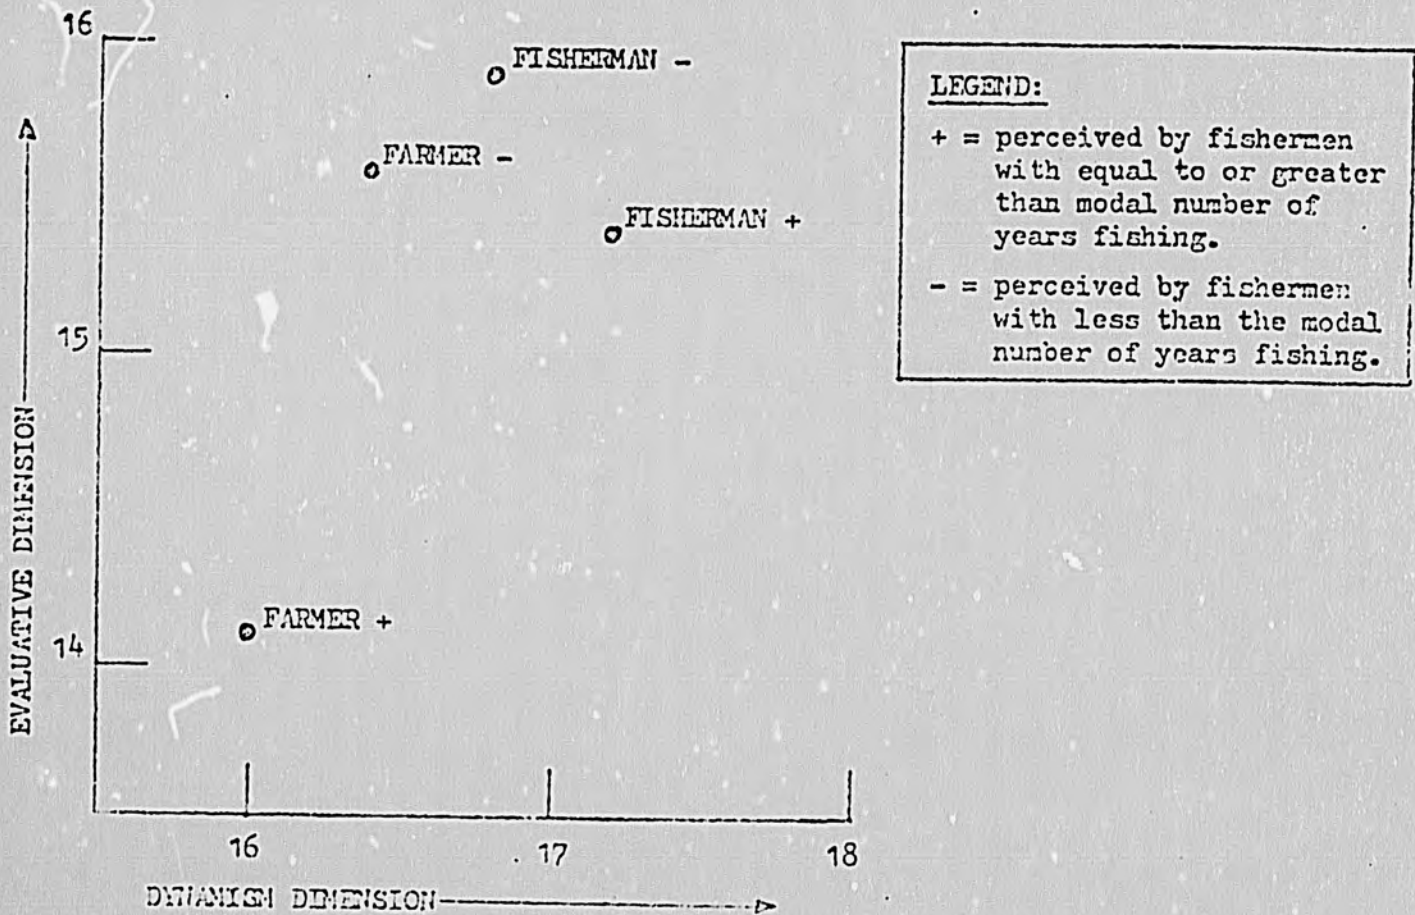 16
FISHERMAN -
FARMER -
FISHERMAN +
15
FARMER +
14
EVALUATIVE DIMENSION
16
17
18
DYNAMISM DIMENSION
LEGEND:
+ = perceived by fishermen
with equal to or greater
than modal number of
years fishing.
- = perceived by fishermen
with less than the modal
number of years fishing.